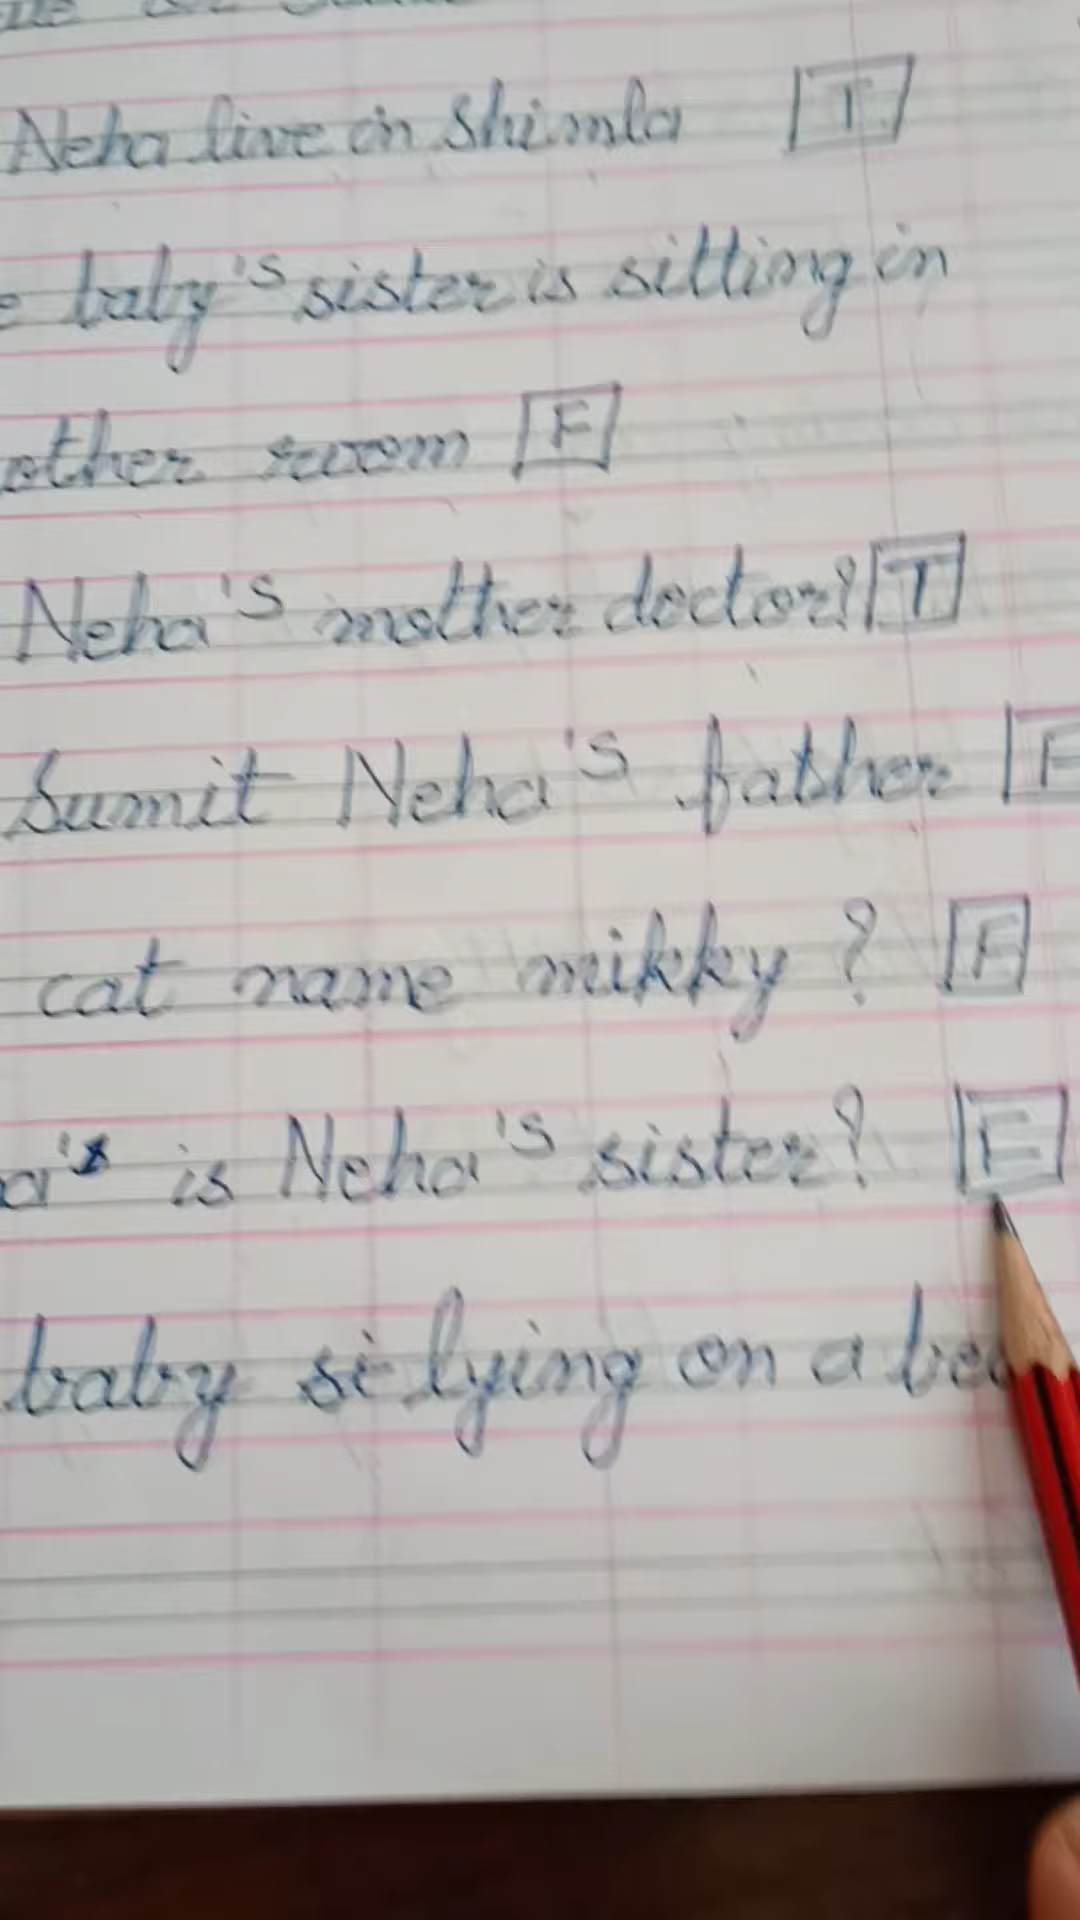 Neha live in Shimla T
baby's sister is sitting in
other room F
Neha's mother doctor? T
Sumit Neha's father F
cat name mikky ? F
is Neha's sister? F
baby si lying on a